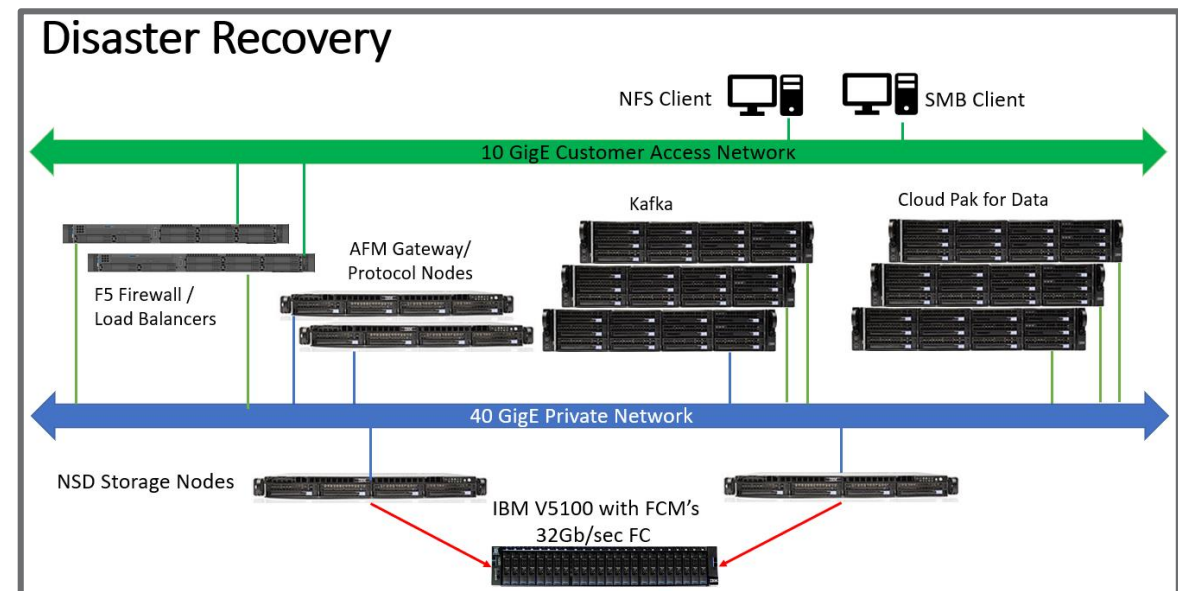 Disaster Recovery
NFS Client
SMB Client
10 GigE Customer Access Network
Kafka
Cloud Pak for Data
AFM Gateway/
Protocol Nodes
F5 Firewall /
Load Balancers
40 GigE Private Network
NSD Storage Nodes
IBM V5100 with FCM's
32Gb/sec FC